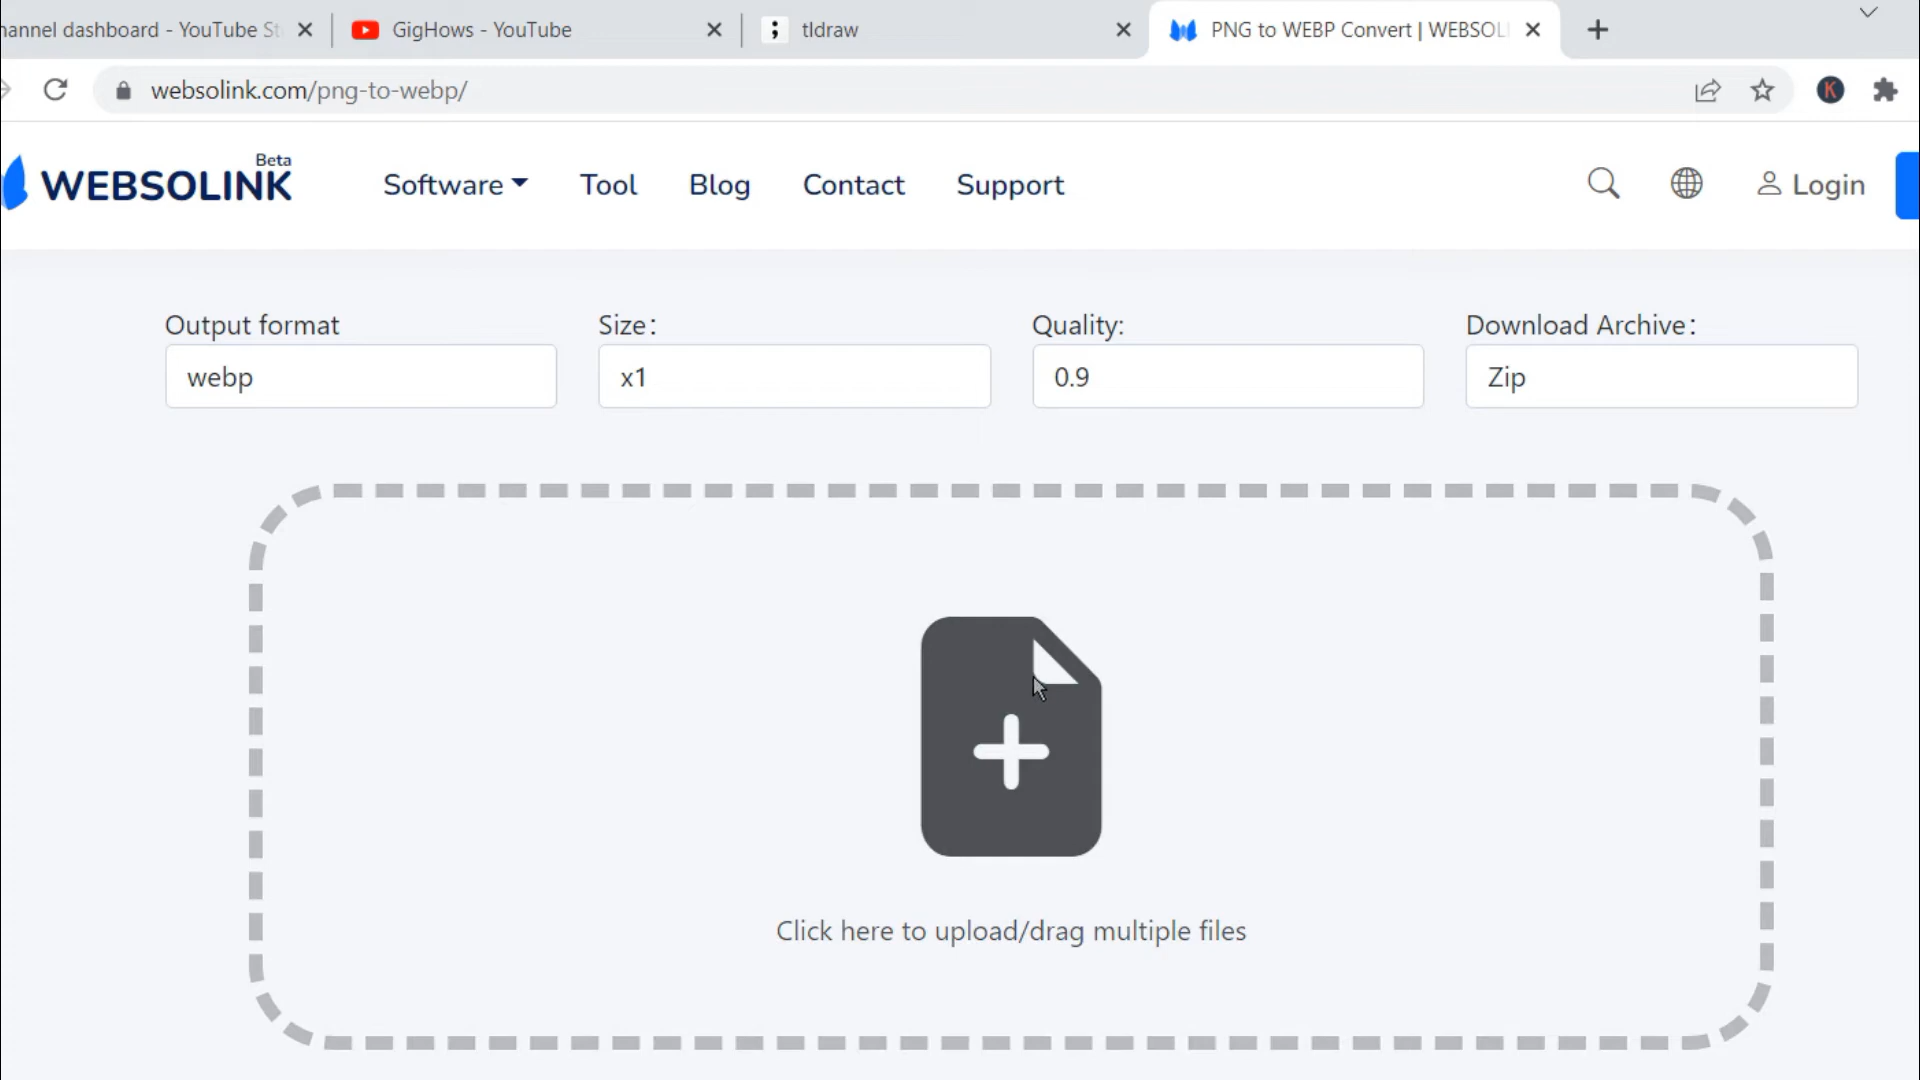 hannel dashboard - YouTube St
GigHows - YouTube
tldraw
PNG to WEBP Convert | WEBSOLI
websolink.com/png-to-webp/
K
WEBSOLINK Beta
Software
Tool
Blog
Contact
Support
Login
Output format
Size:
Quality:
Download Archive:
webp
x1
0.9
Zip
Click here to upload/drag multiple files